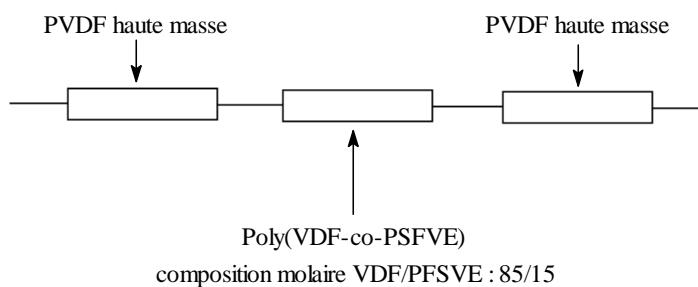 PVDF haute masse
PVDF haute masse
Poly(VDF-co-PSFVE)
composition molaire VDF/PFSVE : 85/15